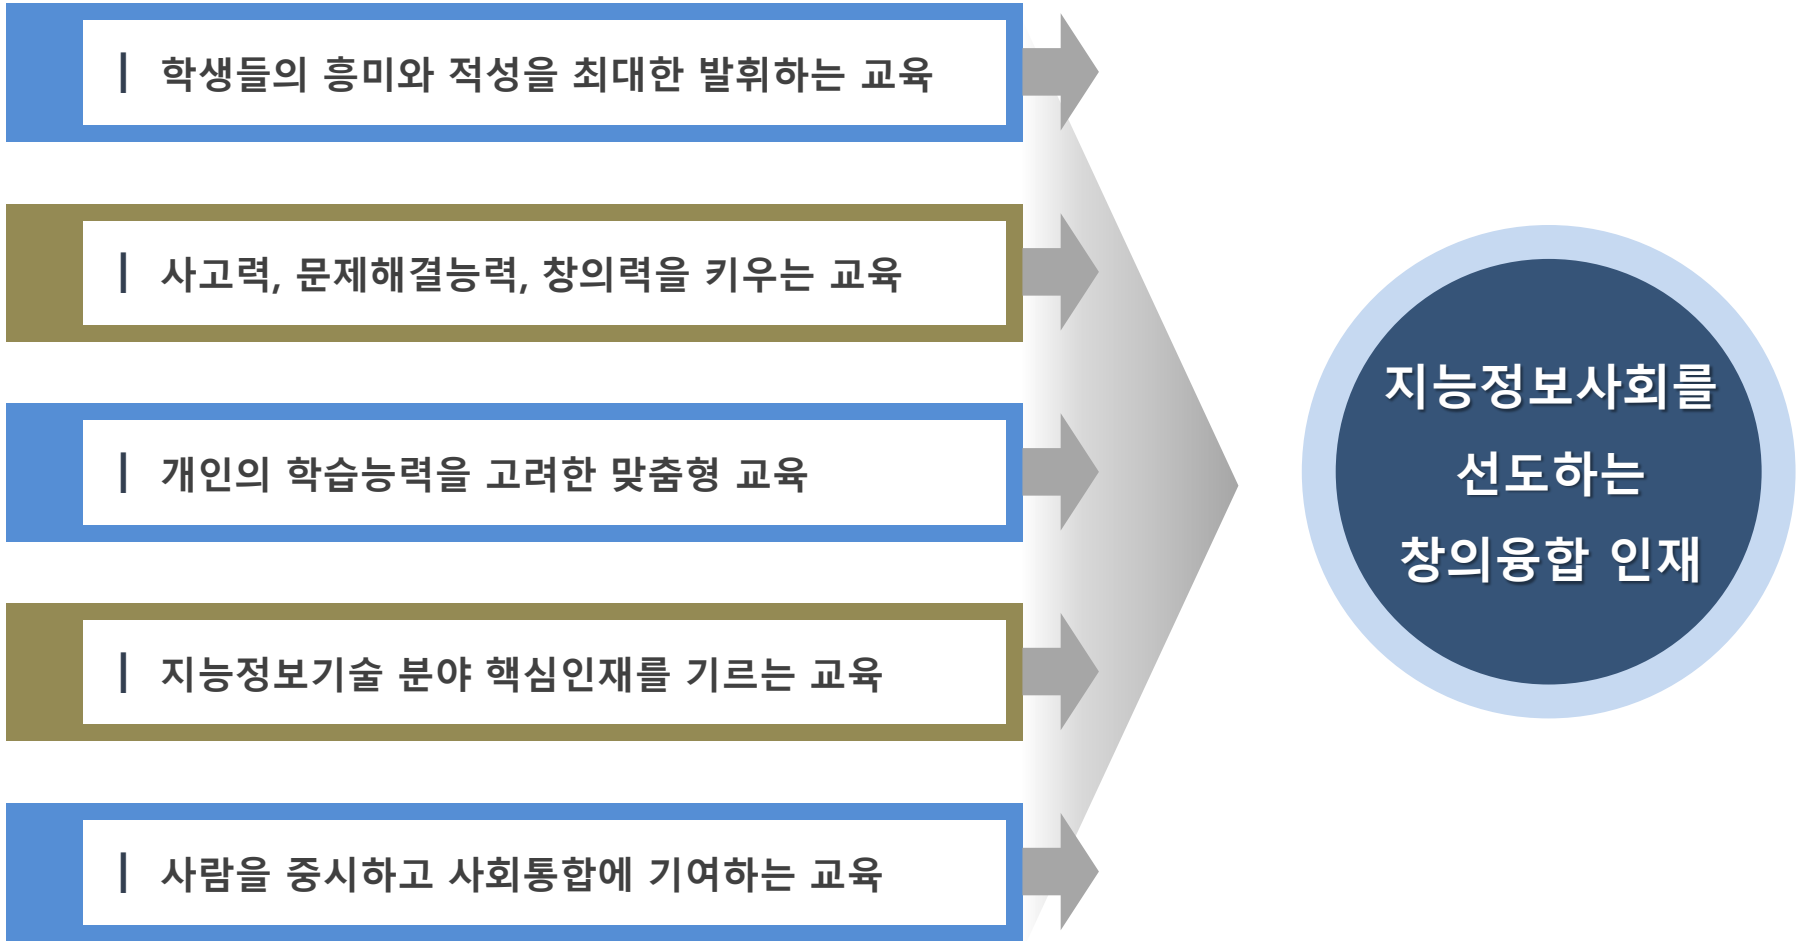 | 학생들의 흥미와 적성을 최대한 발휘하는 교육
| 사고력, 문제해결능력, 창의력을 키우는 교육
| 개인의 학습능력을 고려한 맞춤형 교육
| 지능정보기술 분야 핵심인재를 기르는 교육
| 사람을 중시하고 사회통합에 기여하는 교육
지능정보사회를
선도하는
창의융합 인재